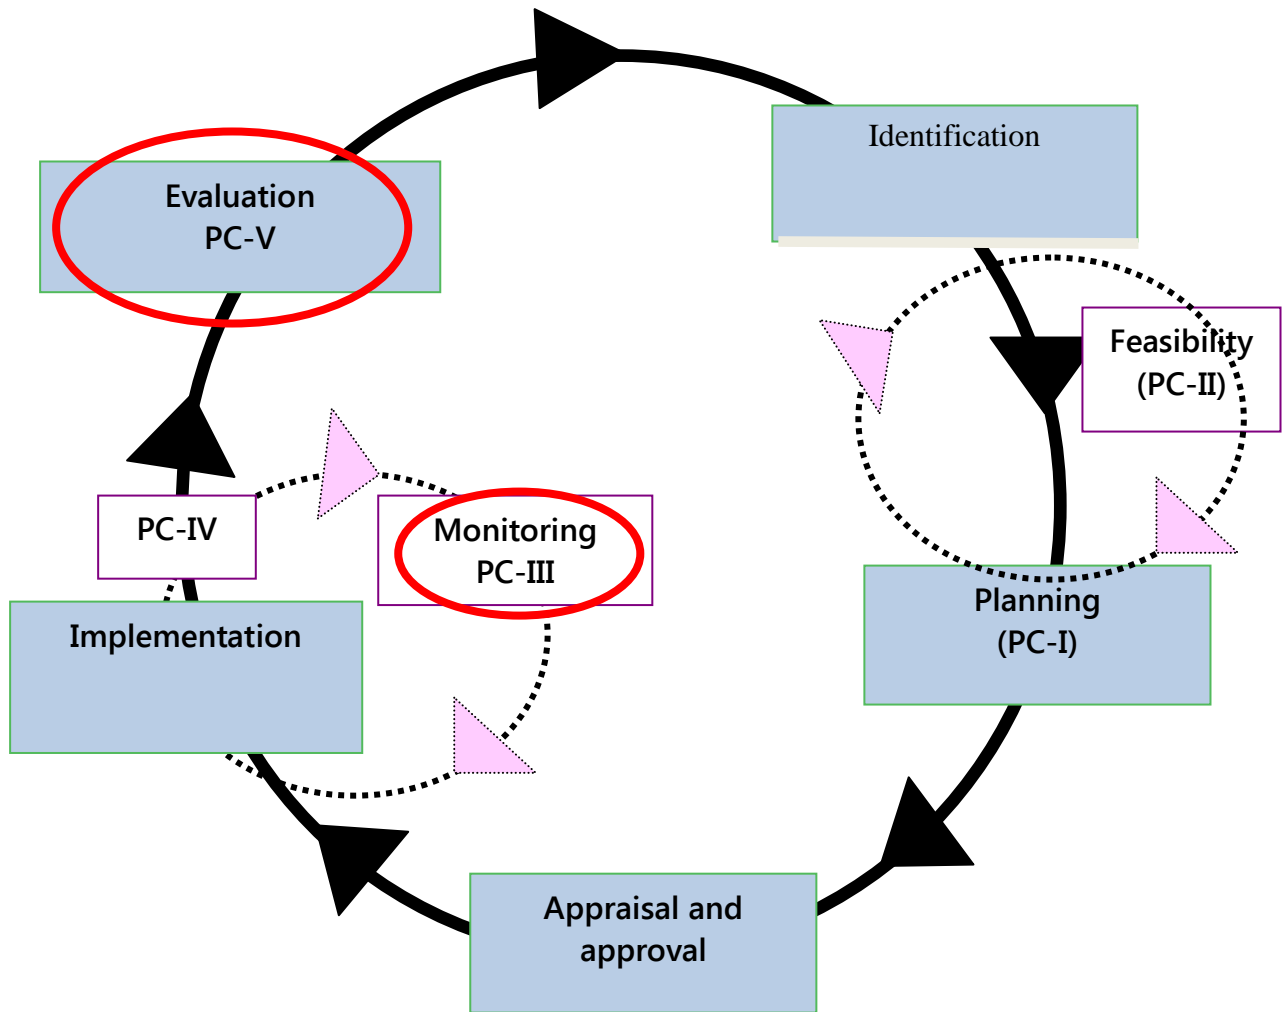 Identification
Evaluation
PC-V
Feasibility
(PC-II)
PC-IV
Monitoring
PC-III
Planning
(PC-I)
Implementation
Appraisal and
approval